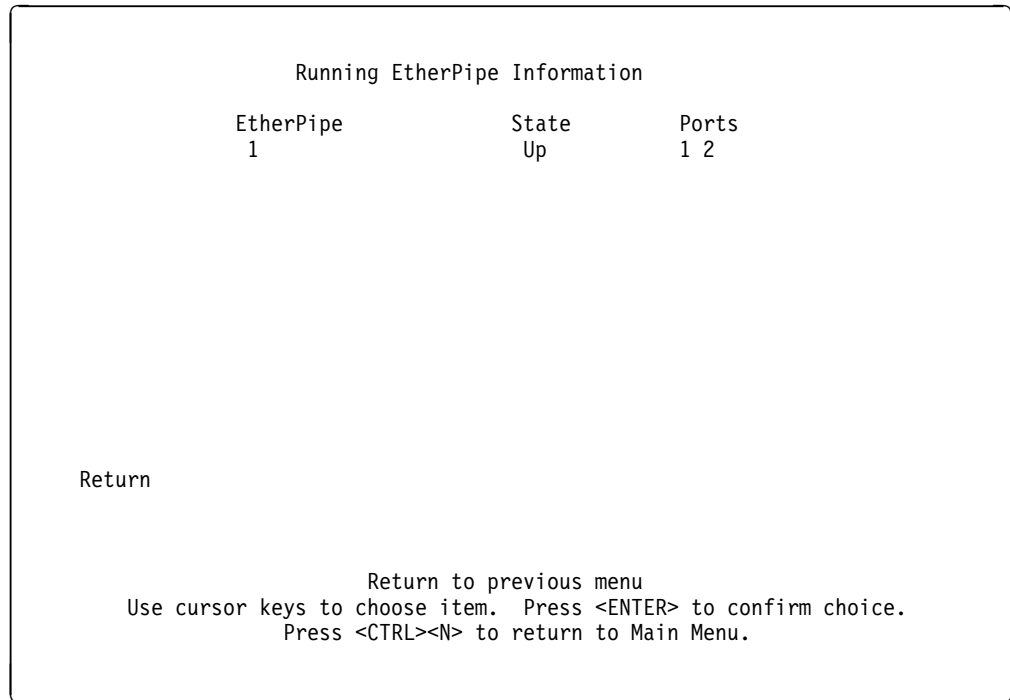 Running EtherPipe Information
EtherPipe State Ports
1 Up 1 2
Return
Return to previous menu
Use cursor keys to choose item. Press <ENTER> to confirm choice.
Press <CTRL><N> to return to Main Menu.